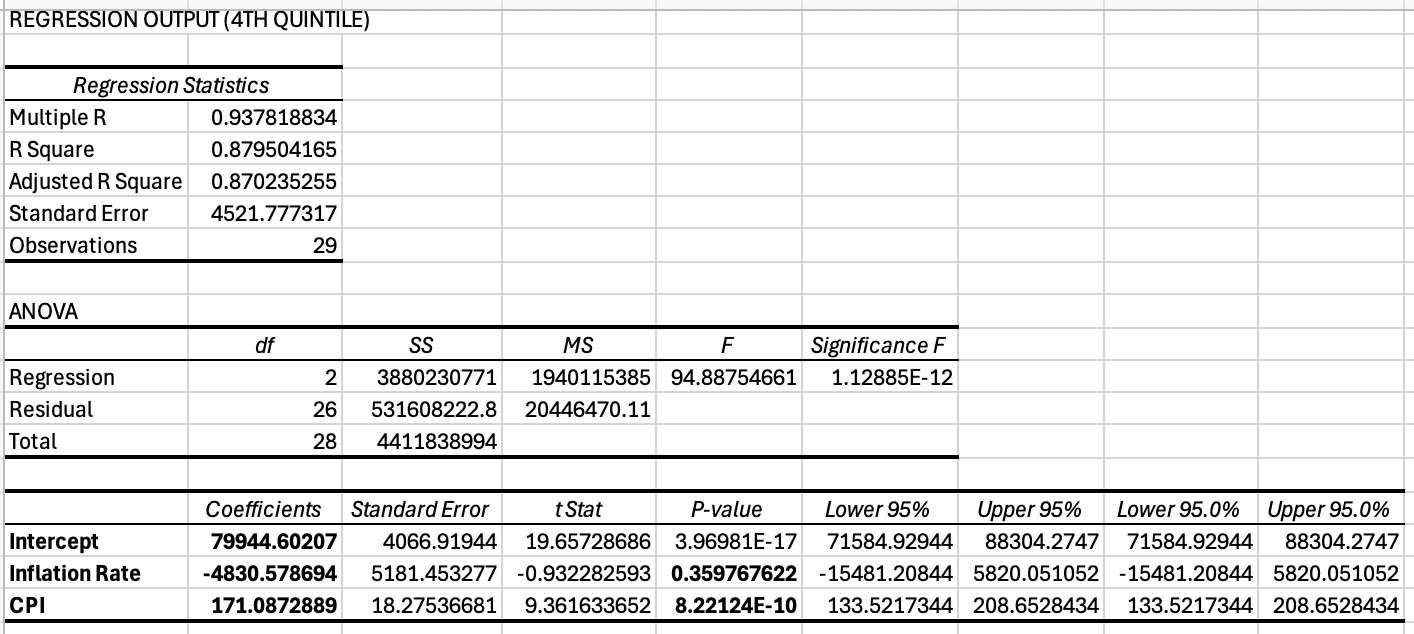 REGRESSION OUTPUT (4TH QUINTILE)
Regression Statistics
Multiple R 0.937818834
R Square 0.879504165
Adjusted R Square 0.870235255
Standard Error 4521.777317
Observations 29
ANOVA
df SS MS F Significance F
Regression 2 3880230771 1940115385 94.88754661 1.12885E-12
Residual 26 531608222.8 20446470.11
Total 28 4411838994
Coefficients Standard Error t Stat P-value Lower 95% Upper 95% Lower 95.0% Upper 95.0%
Intercept 79944.60207 4066.91944 19.65728686 3.96981E-17 71584.92944 88304.2747 71584.92944 88304.2747
Inflation Rate -4830.578694 5181.453277 -0.932282593 0.359767622 -15481.20844 5820.051052 -15481.20844 5820.051052
CPI 171.0872889 18.27536681 9.361633652 8.22124E-10 133.5217344 208.6528434 133.5217344 208.6528434